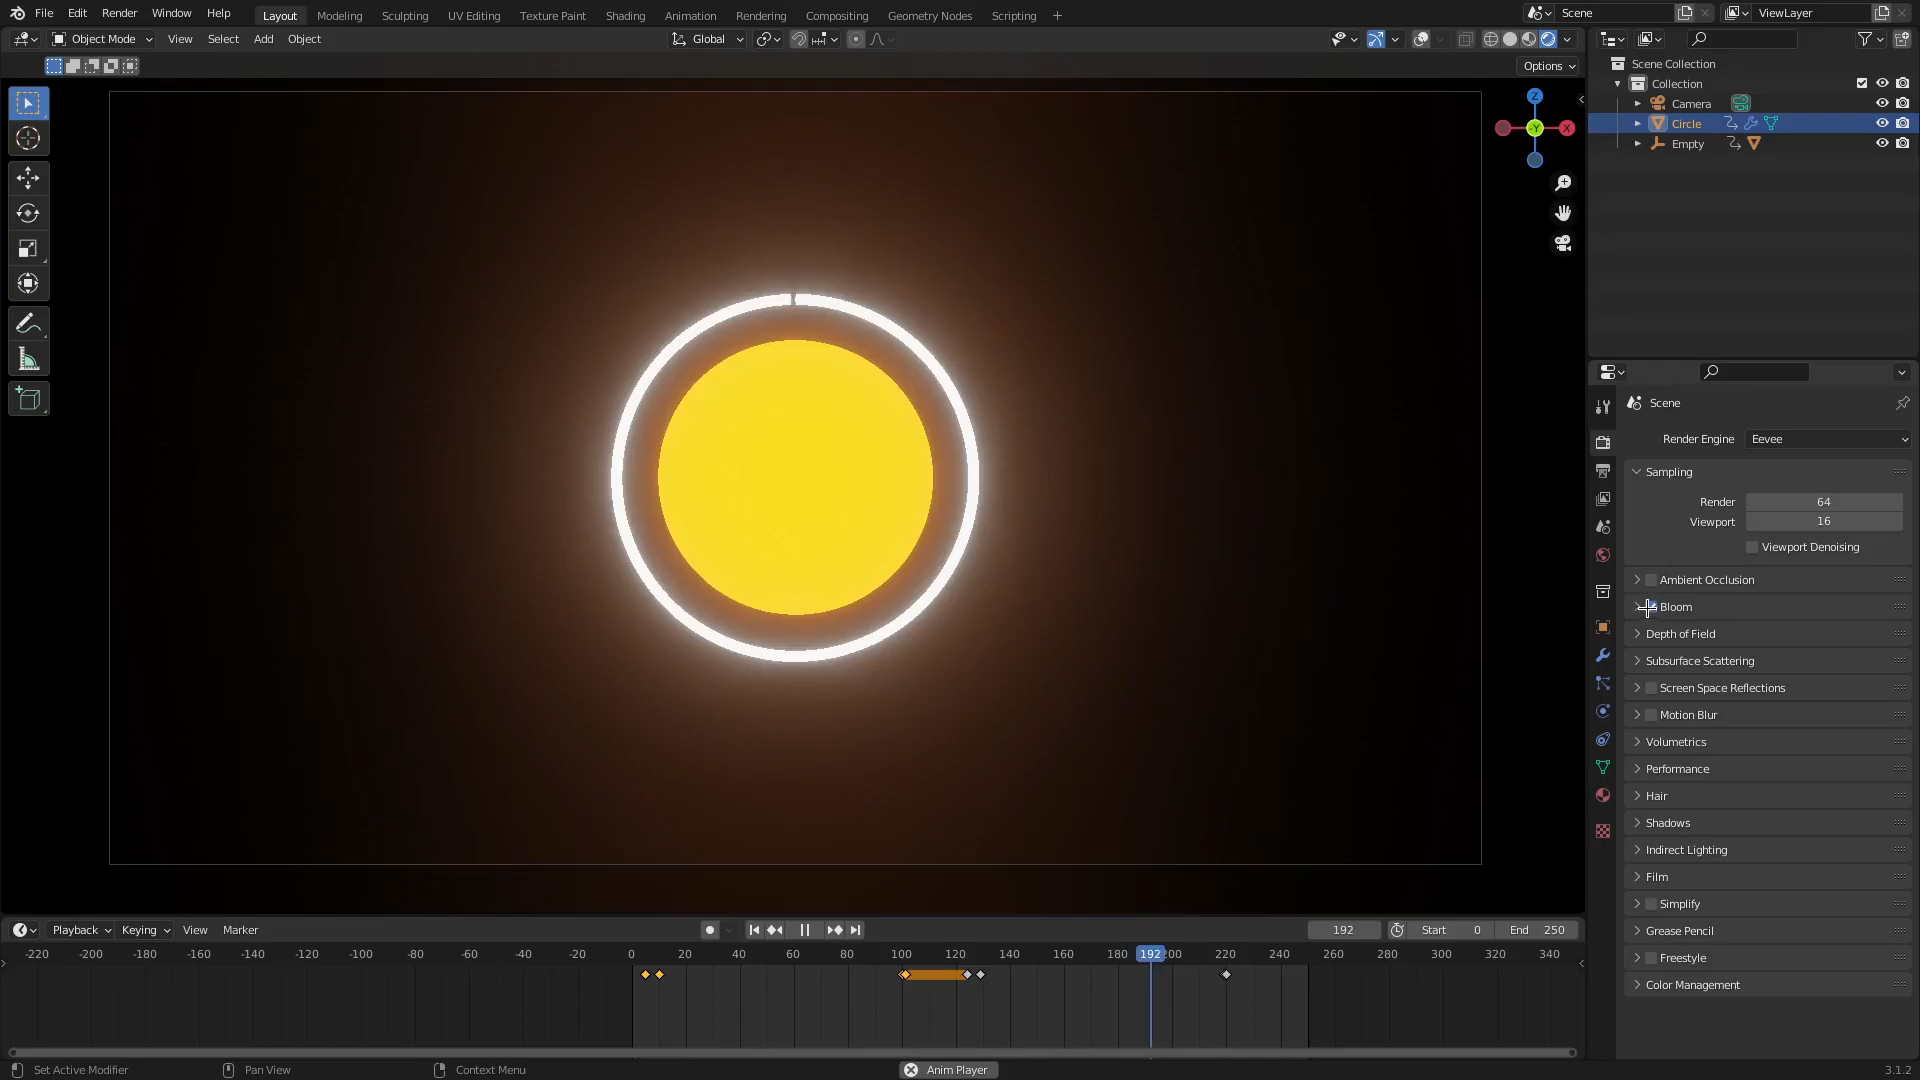 File Edit Render Window Help Layout Modeling Sculpting UV Editing Texture Paint Shading Animation Rendering Compositing Geometry Nodes Scripting + Scene ViewLayer
Object Mode View Select Add Object Global
Options
Z
-Y
X
Scene Collection
Collection
Camera
Circle
Empty
Scene
Render Engine Eevee
Sampling
Render 64
Viewport 16
Viewport Denoising
Ambient Occlusion
Bloom
Depth of Field
Subsurface Scattering
Screen Space Reflections
Motion Blur
Volumetrics
Performance
Hair
Shadows
Indirect Lighting
Film
Simplify
Grease Pencil
Freestyle
Color Management
Playback Keying View Marker 192 Start 0 End 250
-220 -200 -180 -160 -140 -120 -100 -80 -60 -40 -20 0 20 40 60 80 100 120 140 160 180 192 200 220 240 260 280 300 320 340
Set Active Modifier Pan View Context Menu Anim Player 3.1.2